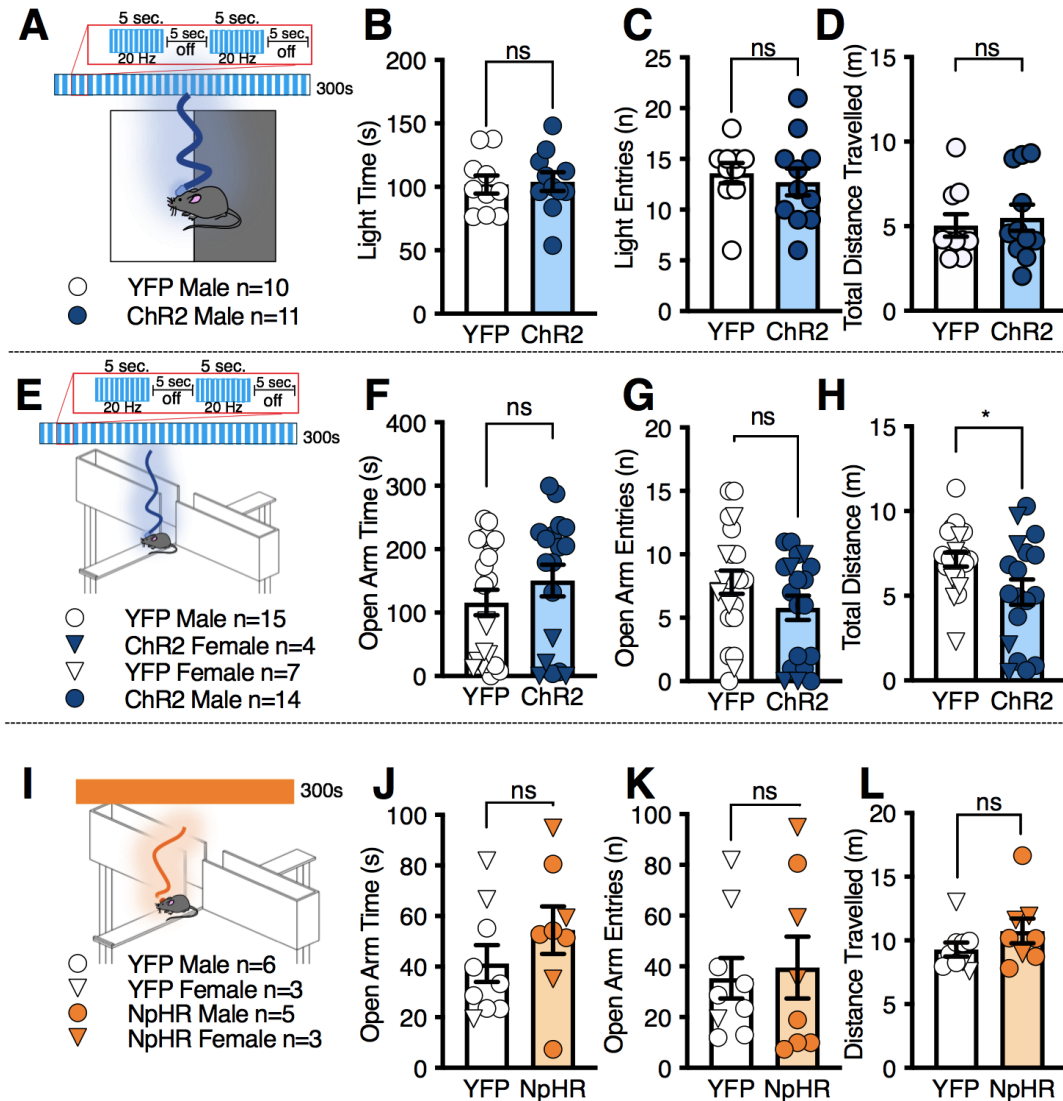 A
5 sec.
5 sec.
5 sec
off
5 sec.
off
20 Hz
20 Hz
300s
YFP Male n=10
ChR2 Male n=11
B
ns
Light Time (s)
200
150
100
50
0
YFP
ChR2
C
ns
Light Entries (n)
25
20
15
10
5
0
YFP
ChR2
D
ns
Total Distance Travelled (m)
15
10
5
0
YFP
ChR2
E
5 sec.
5 sec.
5 sec
off
5 sec.
off
20 Hz
20 Hz
300s
YFP Male n=15
ChR2 Female n=4
YFP Female n=7
ChR2 Male n=14
F
ns
Open Arm Time (s)
400
300
200
100
0
YFP
ChR2
G
ns
Open Arm Entries (n)
20
15
10
5
0
YFP
ChR2
H
*
Total Distance (m)
15
10
5
0
YFP
ChR2
I
300s
YFP Male n=6
YFP Female n=3
NpHR Male n=5
NpHR Female n=3
J
ns
Open Arm Time (s)
100
80
60
40
20
0
YFP
NpHR
K
ns
Open Arm Entries (n)
100
80
60
40
20
0
YFP
NpHR
L
ns
Distance Travelled (m)
20
15
10
5
0
YFP
NpHR